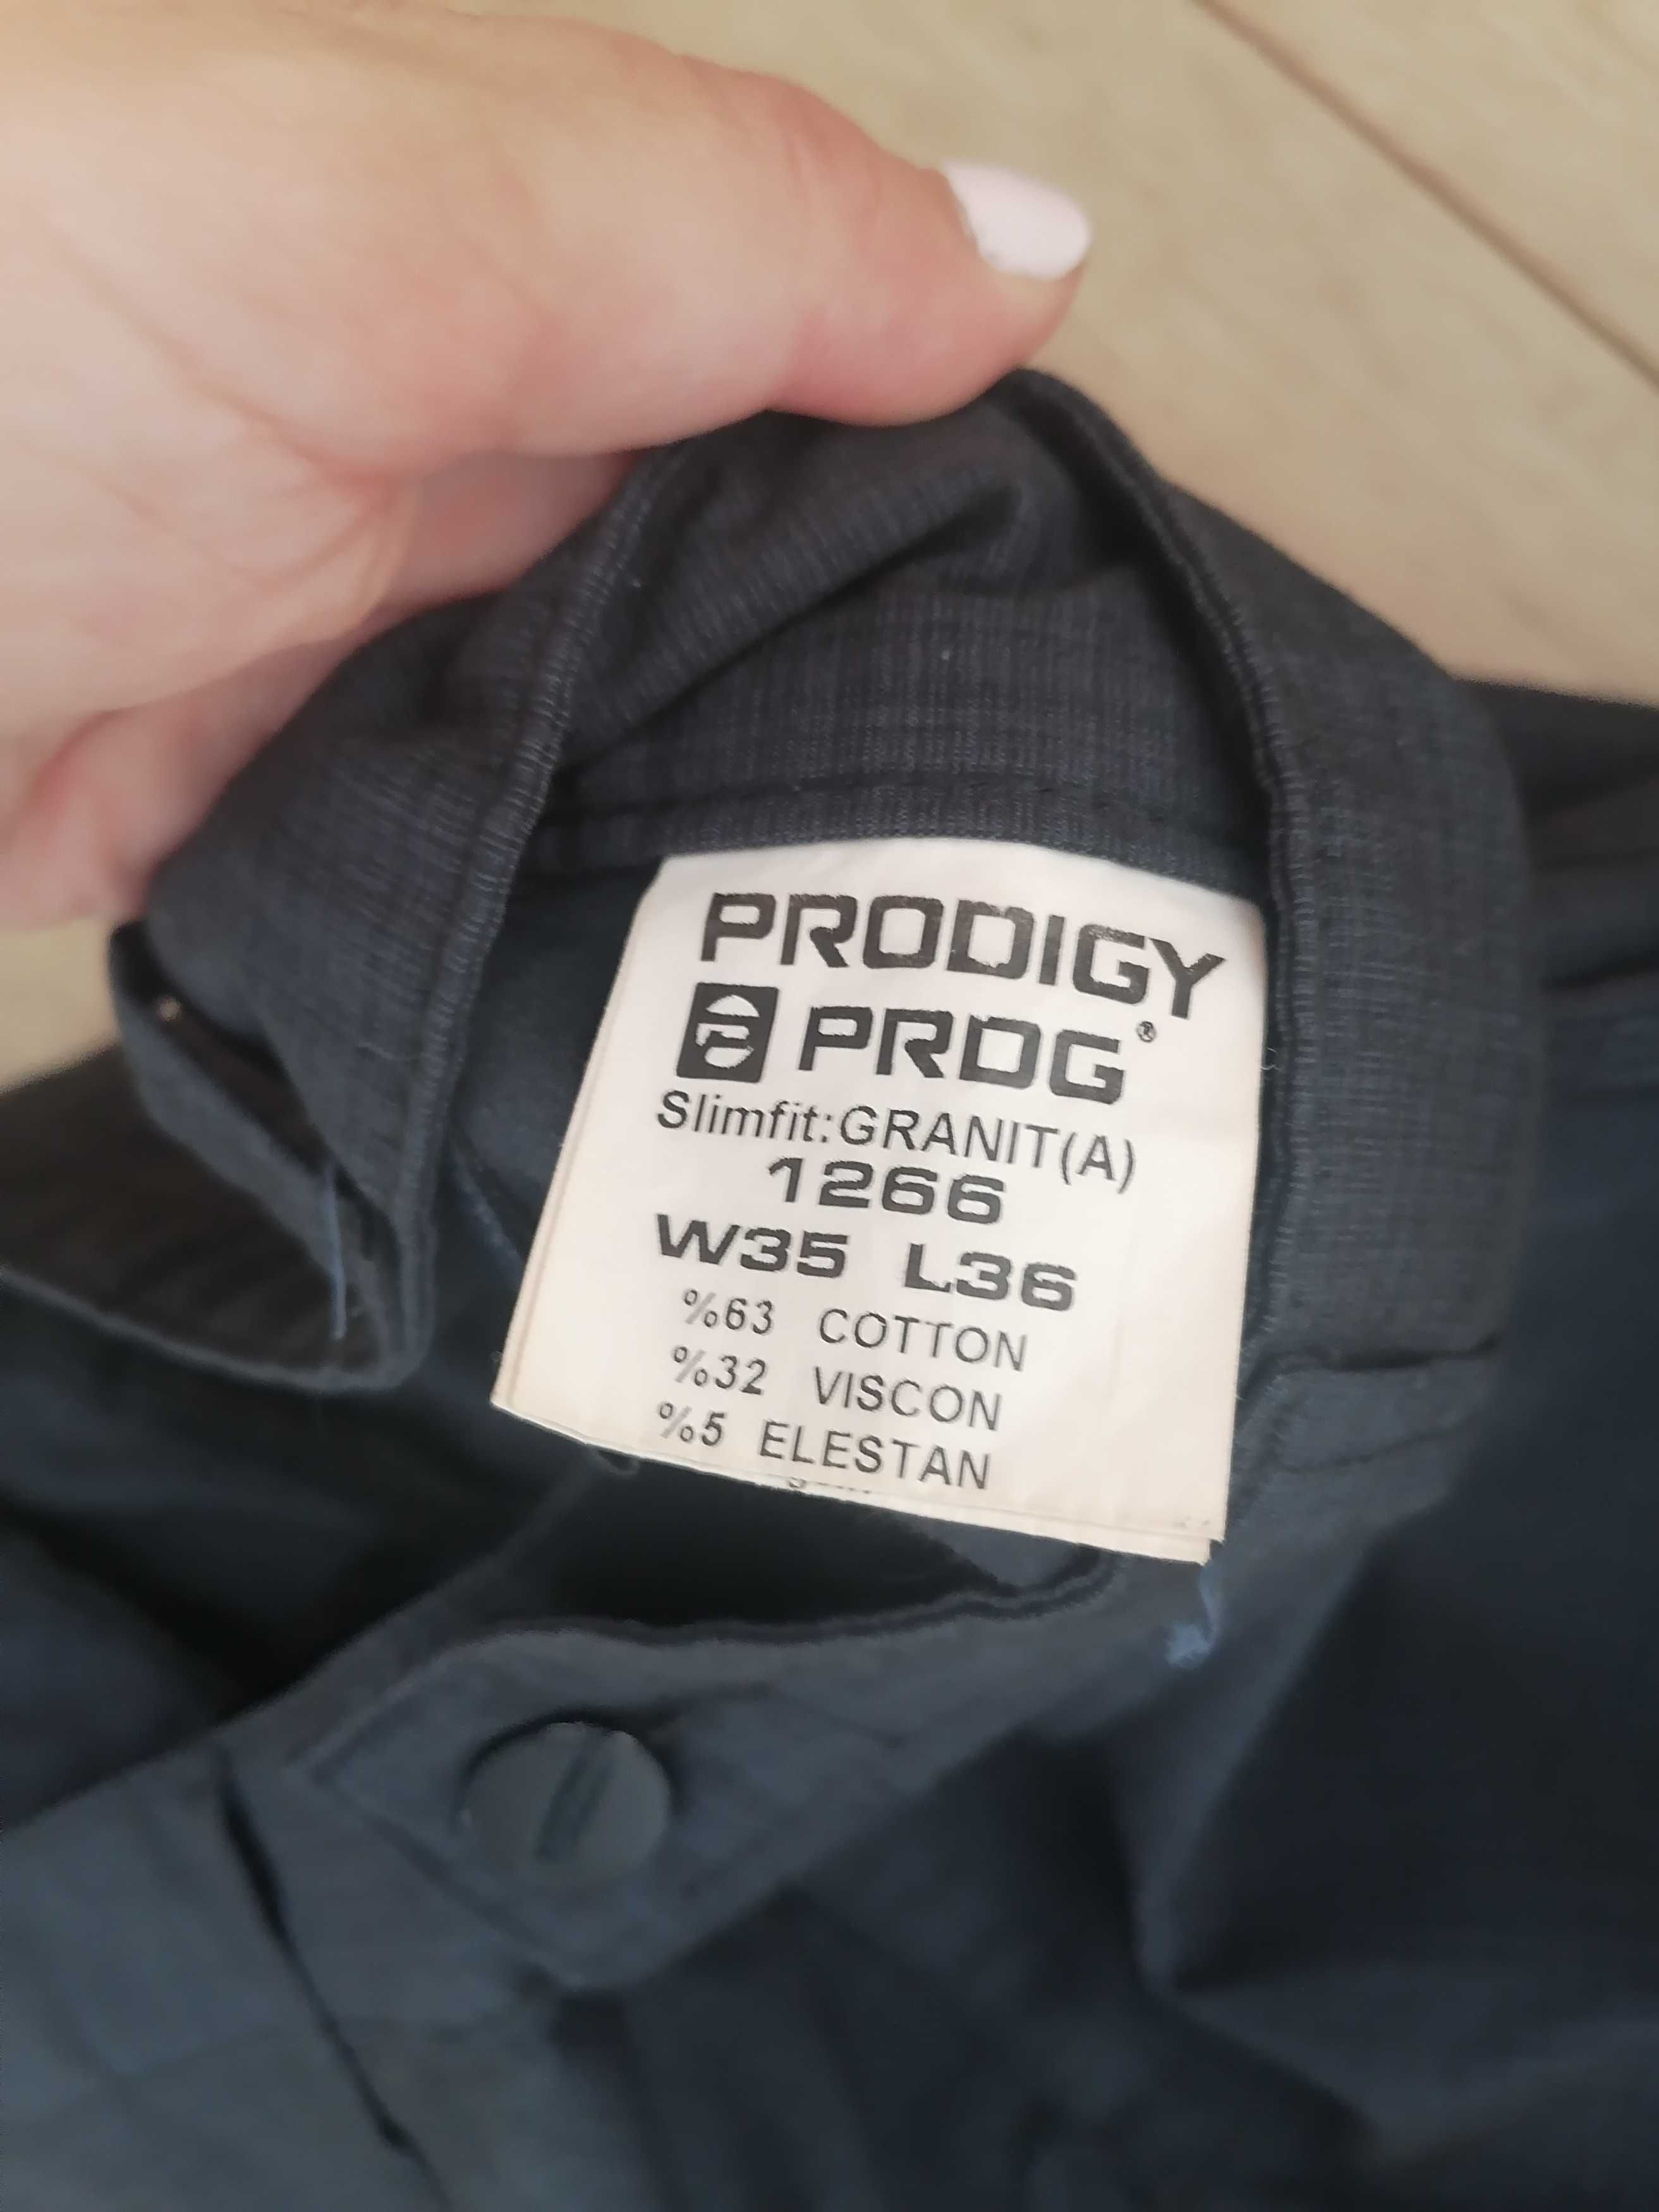 PRODIGY
PRDG®
Slimfit:GRANIT(A)
1266
W35 L36
%63 COTTON
%32 VISCON
%5 ELESTAN